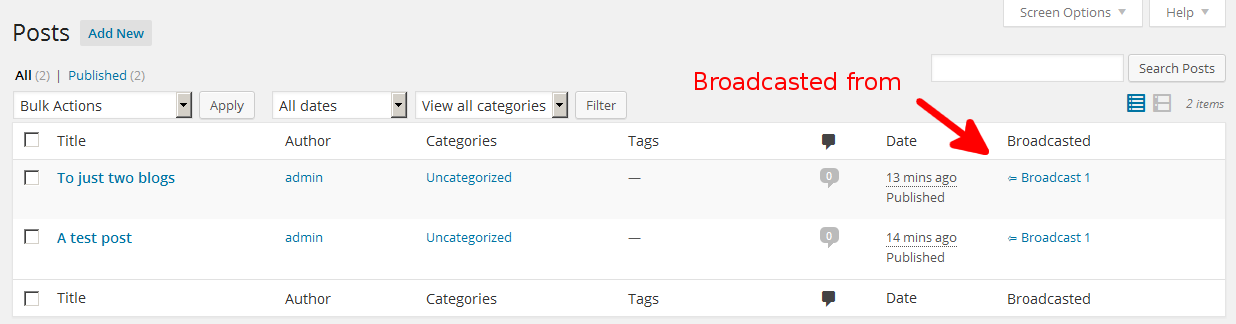 Screen Options Help
Posts Add New
All (2) | Published (2)
Search Posts
Broadcasted from
Bulk Actions Apply All dates View all categories Filter 2 items
Title Author Categories Tags Date Broadcasted
To just two blogs admin Uncategorized — 0 13 mins ago ⇐ Broadcast 1
Published
A test post admin Uncategorized — 0 14 mins ago ⇐ Broadcast 1
Published
Title Author Categories Tags Date Broadcasted